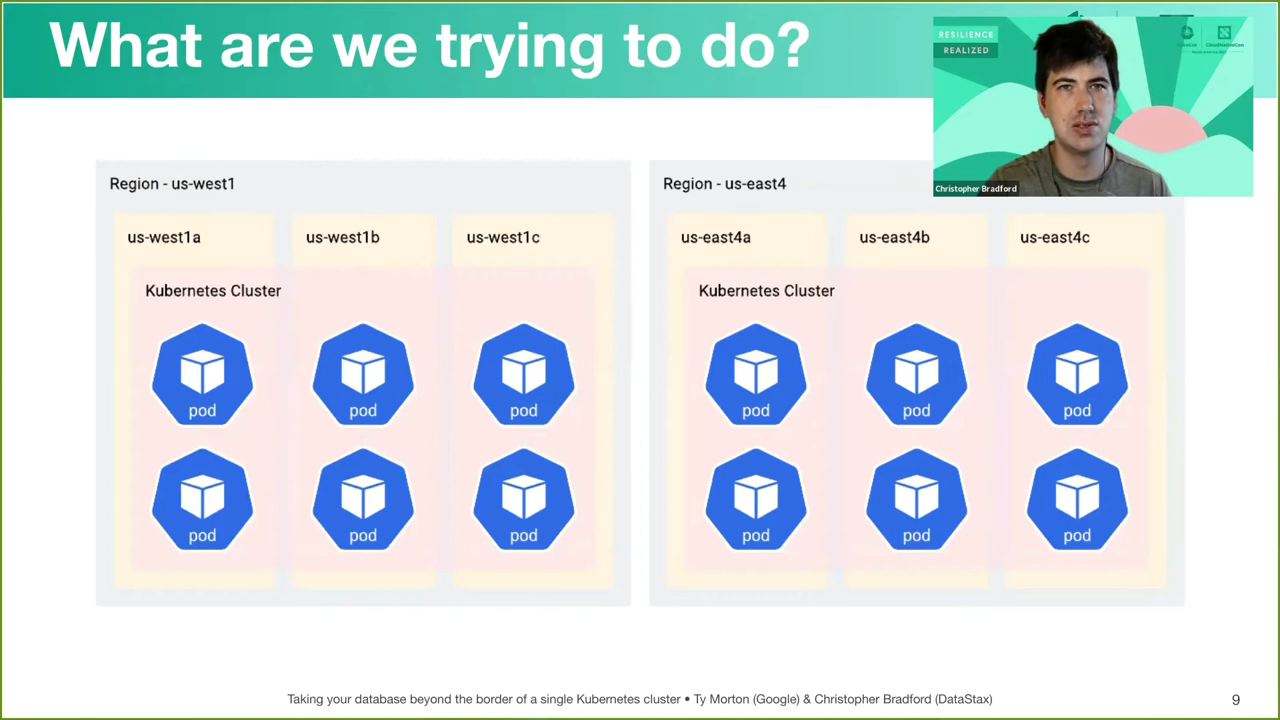 What are we trying to do?
RESILIENCE
REALIZED
CloudNativeCon
Christopher Bradford
Region - us-west1
us-west1a
us-west1b
us-west1c
Kubernetes Cluster
pod
pod
pod
pod
pod
pod
Region - us-east4
us-east4a
us-east4b
us-east4c
Kubernetes Cluster
pod
pod
pod
pod
pod
pod
Taking your database beyond the border of a single Kubernetes cluster • Ty Morton (Google) & Christopher Bradford (DataStax)
9